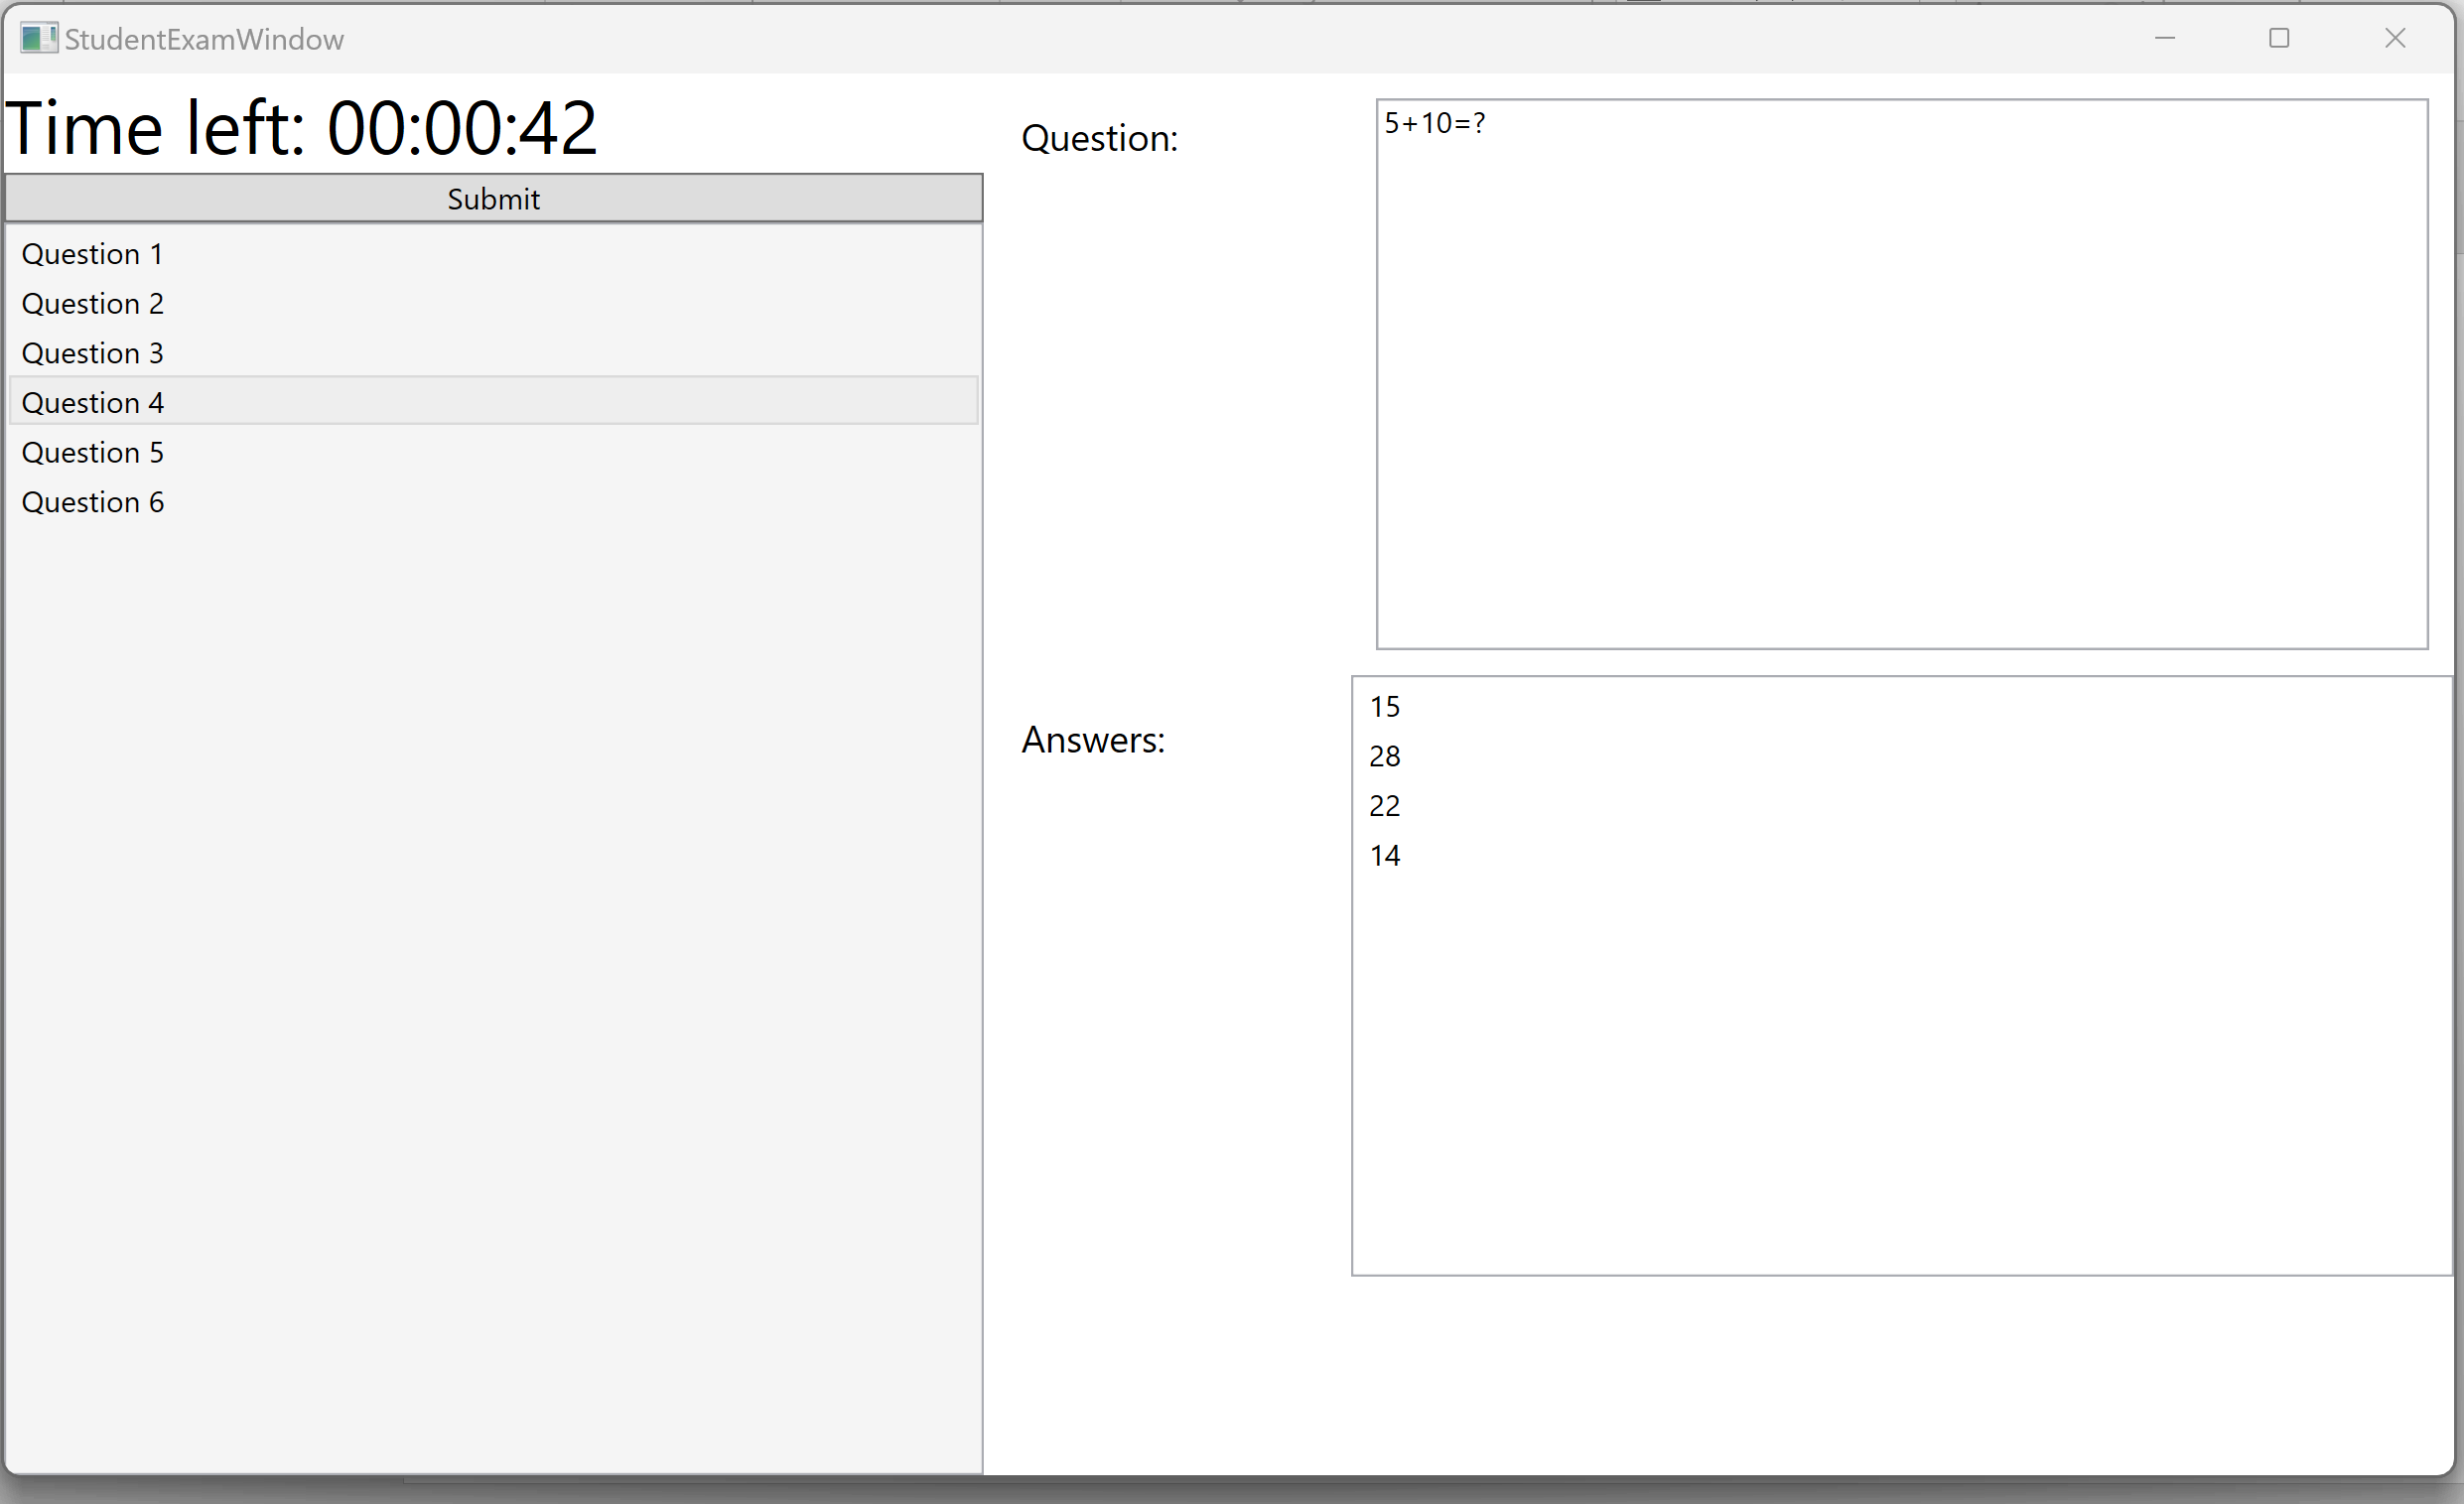 StudentExamWindow
Time left: 00:00:42
Submit
Question 1
Question 2
Question 3
Question 4
Question 5
Question 6
Question:
5+10=?
Answers:
15
28
22
14